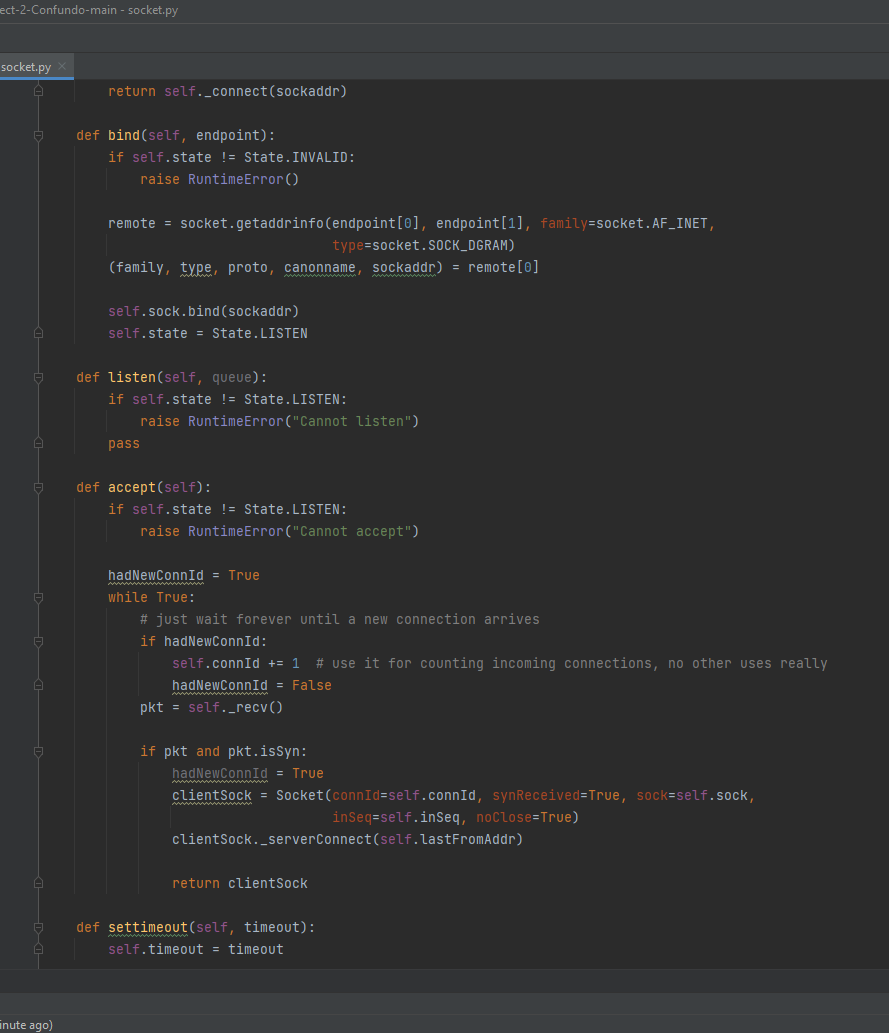 ect-2-Confundo-main - socket.py
socket.py
        return self._connect(sockaddr)
    def bind(self, endpoint):
        if self.state != State.INVALID:
            raise RuntimeError()
        remote = socket.getaddrinfo(endpoint[0], endpoint[1], family=socket.AF_INET,
                                    type=socket.SOCK_DGRAM)
        (family, type, proto, canonname, sockaddr) = remote[0]
        self.sock.bind(sockaddr)
        self.state = State.LISTEN
    def listen(self, queue):
        if self.state != State.LISTEN:
            raise RuntimeError("Cannot listen")
        pass
    def accept(self):
        if self.state != State.LISTEN:
            raise RuntimeError("Cannot accept")
        hadNewConnId = True
        while True:
            # just wait forever until a new connection arrives
            if hadNewConnId:
                self.connId += 1  # use it for counting incoming connections, no other uses really
                hadNewConnId = False
            pkt = self._recv()
            if pkt and pkt.isSyn:
                hadNewConnId = True
                clientSock = Socket(connId=self.connId, synReceived=True, sock=self.sock,
                                    inSeq=self.inSeq, noClose=True)
                clientSock._serverConnect(self.lastFromAddr)
                return clientSock
    def settimeout(self, timeout):
        self.timeout = timeout
inute ago)